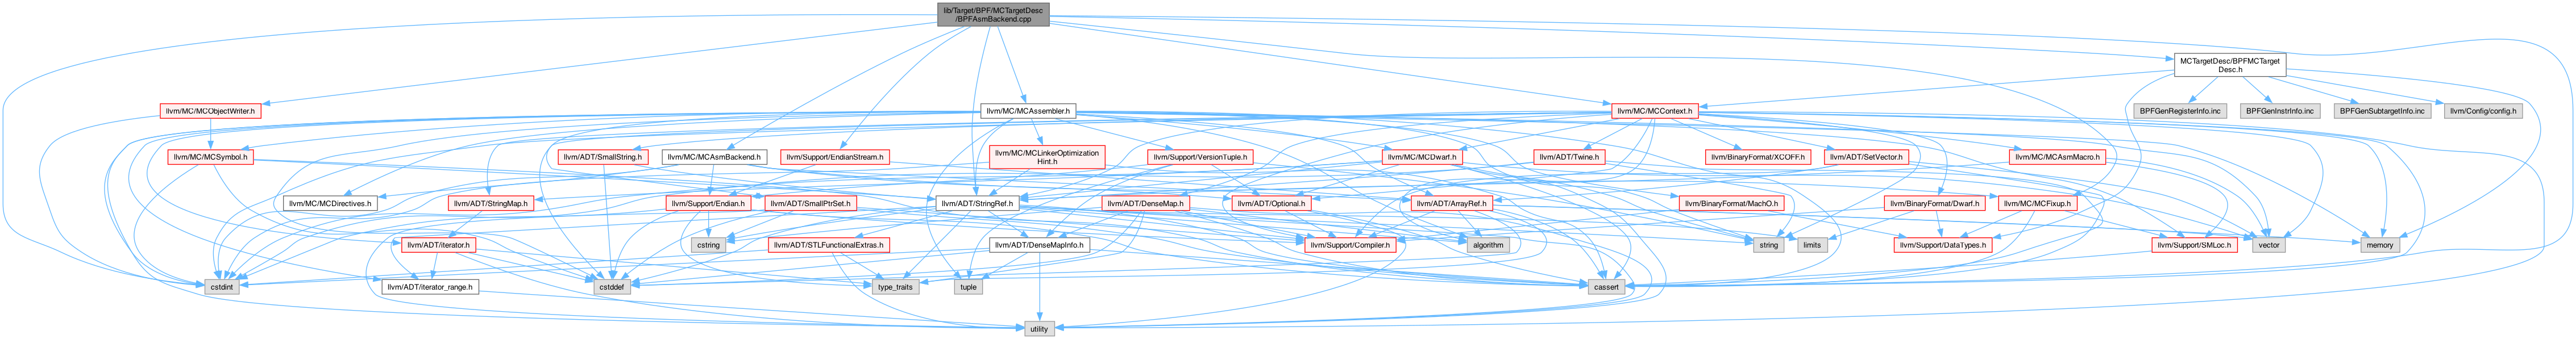 lib/Target/BPF/MCTargetDesc
/BPFAsmBackend.cpp
MCTargetDesc/BPFMCTarget
Desc.h
llvm/MC/MCObjectWriter.h
llvm/MC/MCAssembler.h
llvm/MC/MCContext.h
BPFGenRegisterInfo.inc
BPFGenInstrInfo.inc
BPFGenSubtargetInfo.inc
llvm/Config/config.h
llvm/MC/MCSymbol.h
llvm/ADT/SmallString.h
llvm/MC/MCAsmBackend.h
llvm/Support/EndianStream.h
llvm/MC/MCLinkerOptimization
Hint.h
llvm/Support/VersionTuple.h
llvm/MC/MCDwarf.h
llvm/ADT/Twine.h
llvm/BinaryFormat/XCOFF.h
llvm/ADT/SetVector.h
llvm/MC/MCAsmMacro.h
llvm/MC/MCDirectives.h
llvm/ADT/StringMap.h
llvm/Support/Endian.h
llvm/ADT/SmallPtrSet.h
llvm/ADT/StringRef.h
llvm/ADT/DenseMap.h
llvm/ADT/Optional.h
llvm/ADT/ArrayRef.h
llvm/BinaryFormat/MachO.h
llvm/BinaryFormat/Dwarf.h
llvm/MC/MCFixup.h
llvm/ADT/iterator.h
cstring
llvm/ADT/STLFunctionalExtras.h
llvm/ADT/DenseMapInfo.h
llvm/Support/Compiler.h
algorithm
string
limits
llvm/Support/DataTypes.h
llvm/Support/SMLoc.h
vector
memory
cstdint
llvm/ADT/iterator_range.h
cstddef
type_traits
tuple
cassert
utility